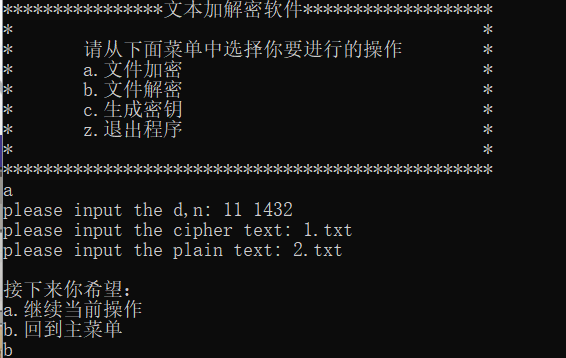 ****************文本加解密软件*******************
*                                               *
*       请从下面菜单中选择你要进行的操作        *
*       a.文件加密                              *
*       b.文件解密                              *
*       c.生成密钥                              *
*       z.退出程序                              *
*                                               *
*************************************************
a
please input the d,n: 11 1432
please input the cipher text: 1.txt
please input the plain text: 2.txt
接下来你希望：
a.继续当前操作
b.回到主菜单
b